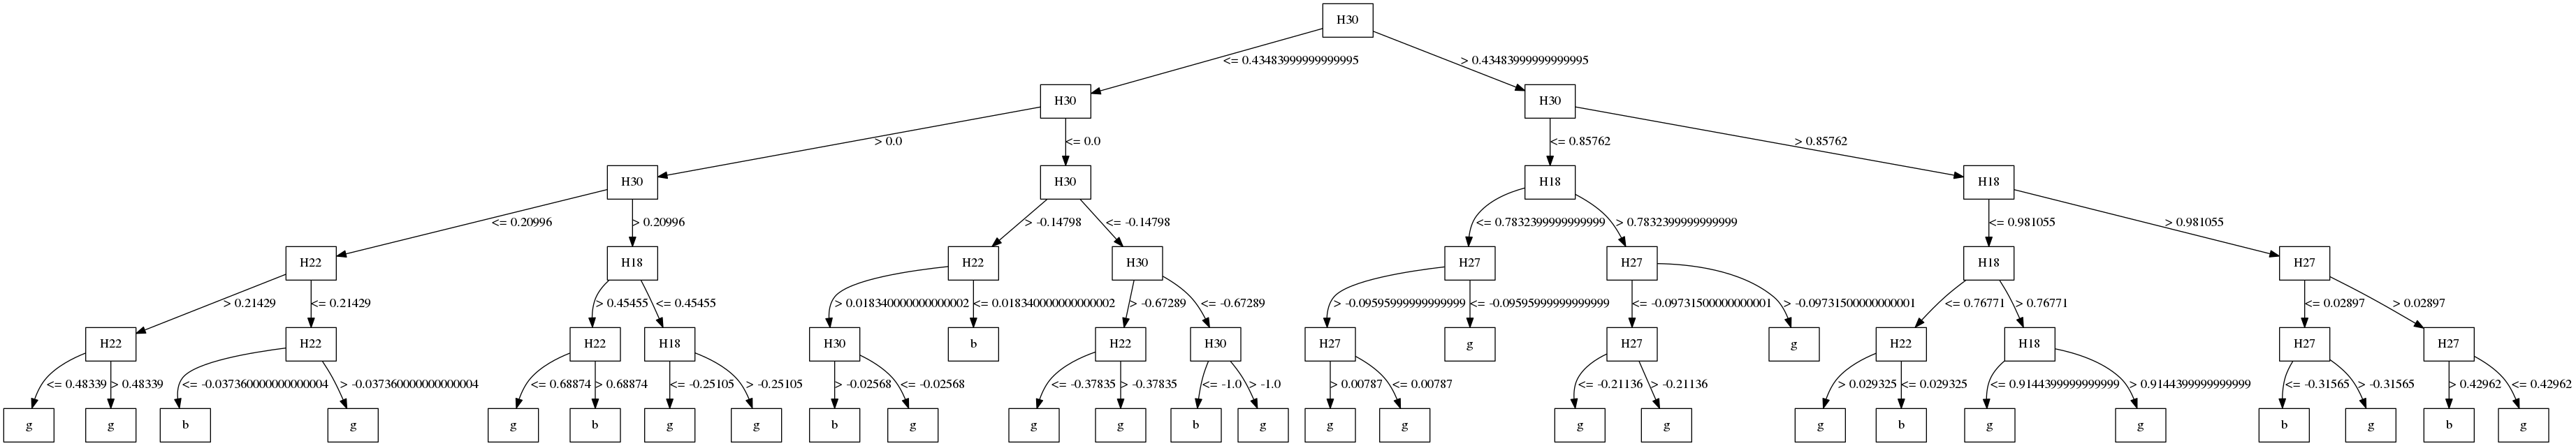 H30
<= 0.43483999999999995 > 0.43483999999999995
H30 H30
> 0.0 <= 0.0 <= 0.85762 > 0.85762
H30 H30 H18 H18
<= 0.20996 > 0.20996 > -0.14798 <= -0.14798 <= 0.7832399999999999 > 0.7832399999999999 <= 0.981055 > 0.981055
H22 H18 H22 H30 H27 H27 H18 H27
> 0.21429 <= 0.21429 > 0.45455 <= 0.45455 > 0.018340000000000002 <= 0.018340000000000002 > -0.67289 <= -0.67289 > -0.09595999999999999 <= -0.09595999999999999 <= -0.09731500000000001 > -0.09731500000000001 <= 0.76771 > 0.76771 <= 0.02897 > 0.02897
H22 H22 H22 H18 H30 b H22 H30 H27 g H27 g H22 H18 H27 H27
<= 0.48339 > 0.48339 <= -0.037360000000000004 > -0.037360000000000004 <= 0.68874 > 0.68874 <= -0.25105 > -0.25105 > -0.02568 <= -0.02568 <= -0.37835 > -0.37835 <= -1.0 > -1.0 > 0.00787 <= 0.00787 <= -0.21136 > -0.21136 > 0.029325 <= 0.029325 <= 0.9144399999999999 > 0.9144399999999999 <= -0.31565 > -0.31565 > 0.42962 <= 0.42962
g g b g g b g g b g g g b g g g g g g b g g b g b g